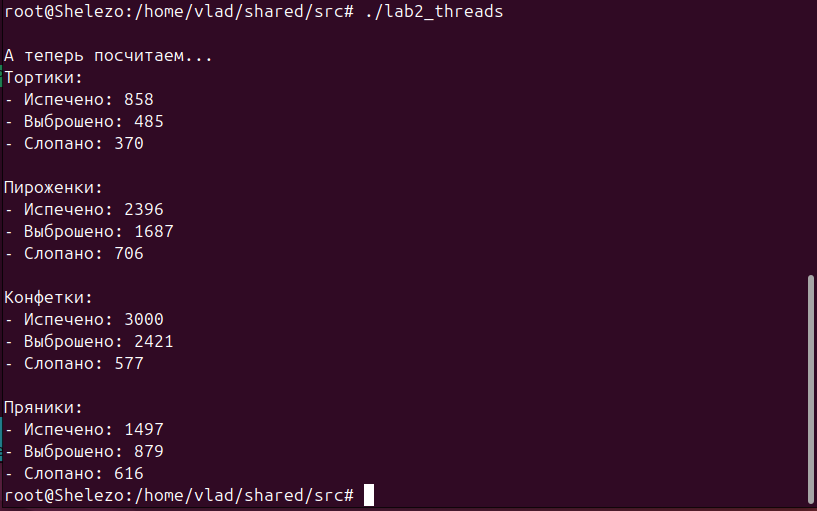 root@Shelezo:/home/vlad/shared/src# ./lab2_threads
А теперь посчитаем...
Тортики:
- Испечено: 858
- Выброшено: 485
- Слопано: 370
Пироженки:
- Испечено: 2396
- Выброшено: 1687
- Слопано: 706
Конфетки:
- Испечено: 3000
- Выброшено: 2421
- Слопано: 577
Пряники:
- Испечено: 1497
- Выброшено: 879
- Слопано: 616
root@Shelezo:/home/vlad/shared/src#